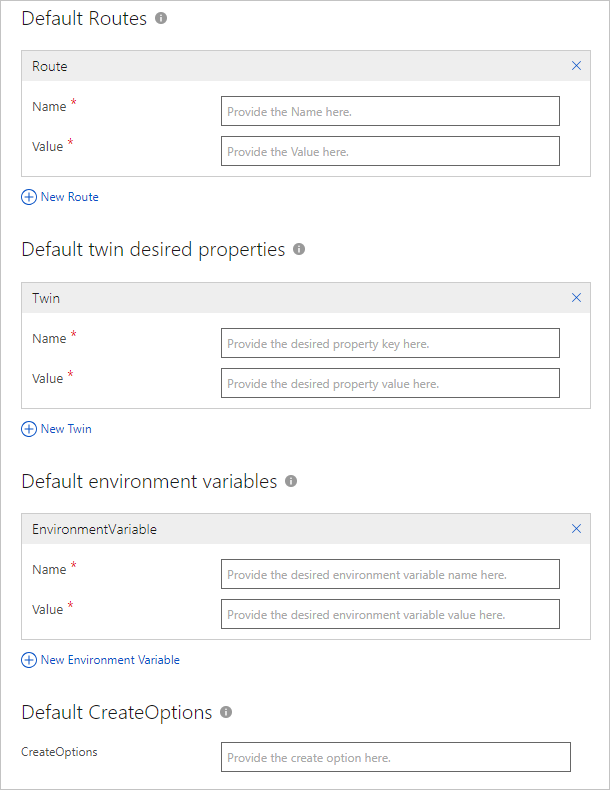 Default Routes
Route
Name *
Provide the Name here.
Value *
Provide the Value here.
New Route
Default twin desired properties
Twin
Name *
Provide the desired property key here.
Value *
Provide the desired property value here.
New Twin
Default environment variables
EnvironmentVariable
Name *
Provide the desired environment variable name here.
Value *
Provide the desired environment variable value here.
New Environment Variable
Default CreateOptions
CreateOptions
Provide the create option here.